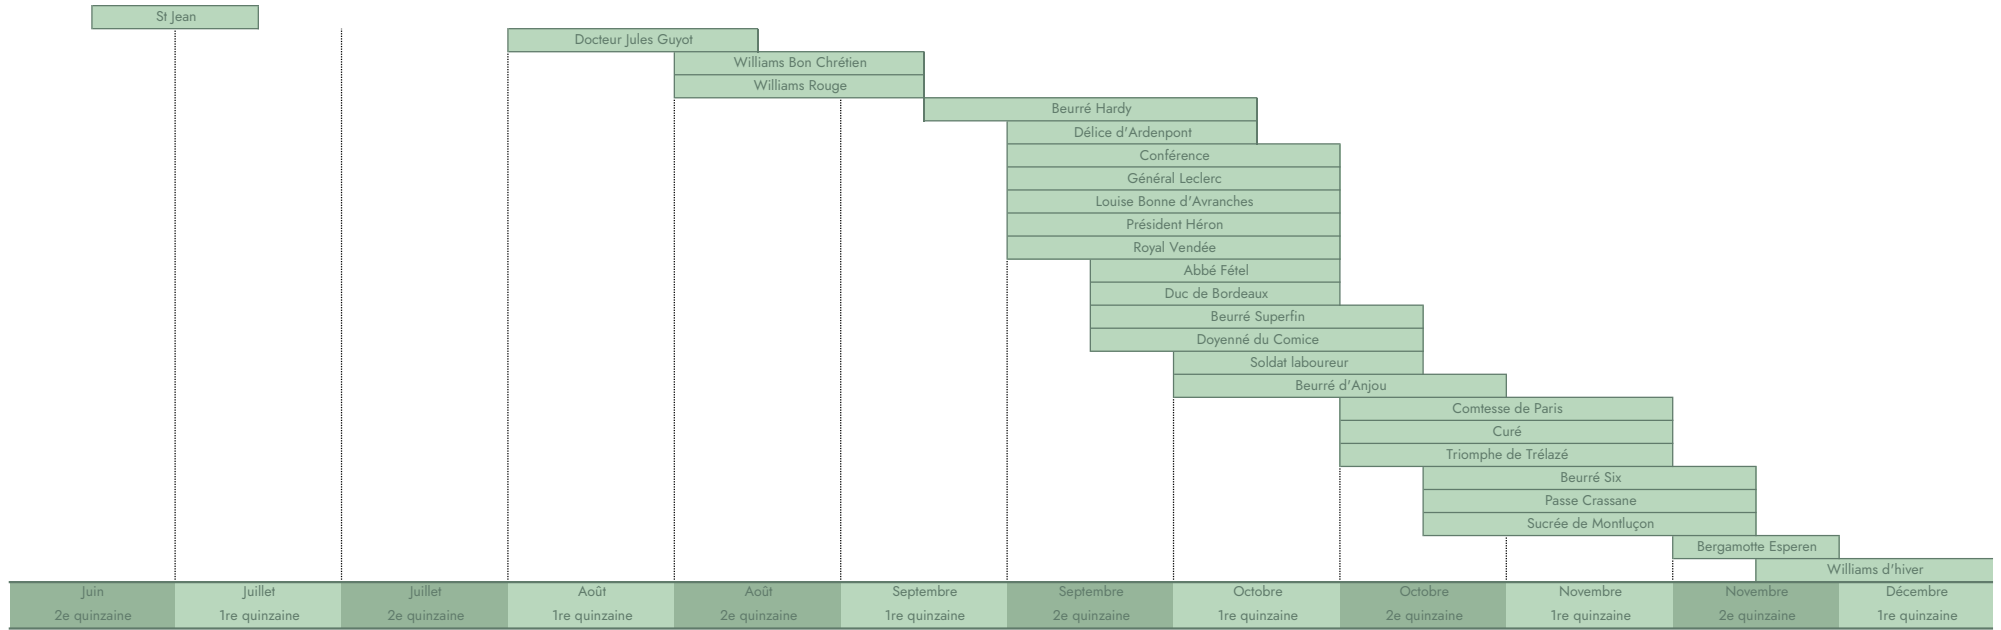 St Jean
Docteur Jules Guyot
Williams Bon Chrétien
Williams Rouge
Beurré Hardy
Délice d'Ardenpont
Conférence
Général Leclerc
Louise Bonne d'Avranches
Président Héron
Royal Vendée
Abbé Fétel
Duc de Bordeaux
Beurré Superfin
Doyenné du Comice
Soldat laboureur
Beurré d'Anjou
Comtesse de Paris
Curé
Triomphe de Trélazé
Beurré Six
Passe Crassane
Sucrée de Montluçon
Bergamotte Esperen
Williams d'hiver
Juin Juillet Juillet Août Août Septembre Septembre Octobre Octobre Novembre Novembre Décembre
2e quinzaine 1re quinzaine 2e quinzaine 1re quinzaine 2e quinzaine 1re quinzaine 2e quinzaine 1re quinzaine 2e quinzaine 1re quinzaine 2e quinzaine 1re quinzaine